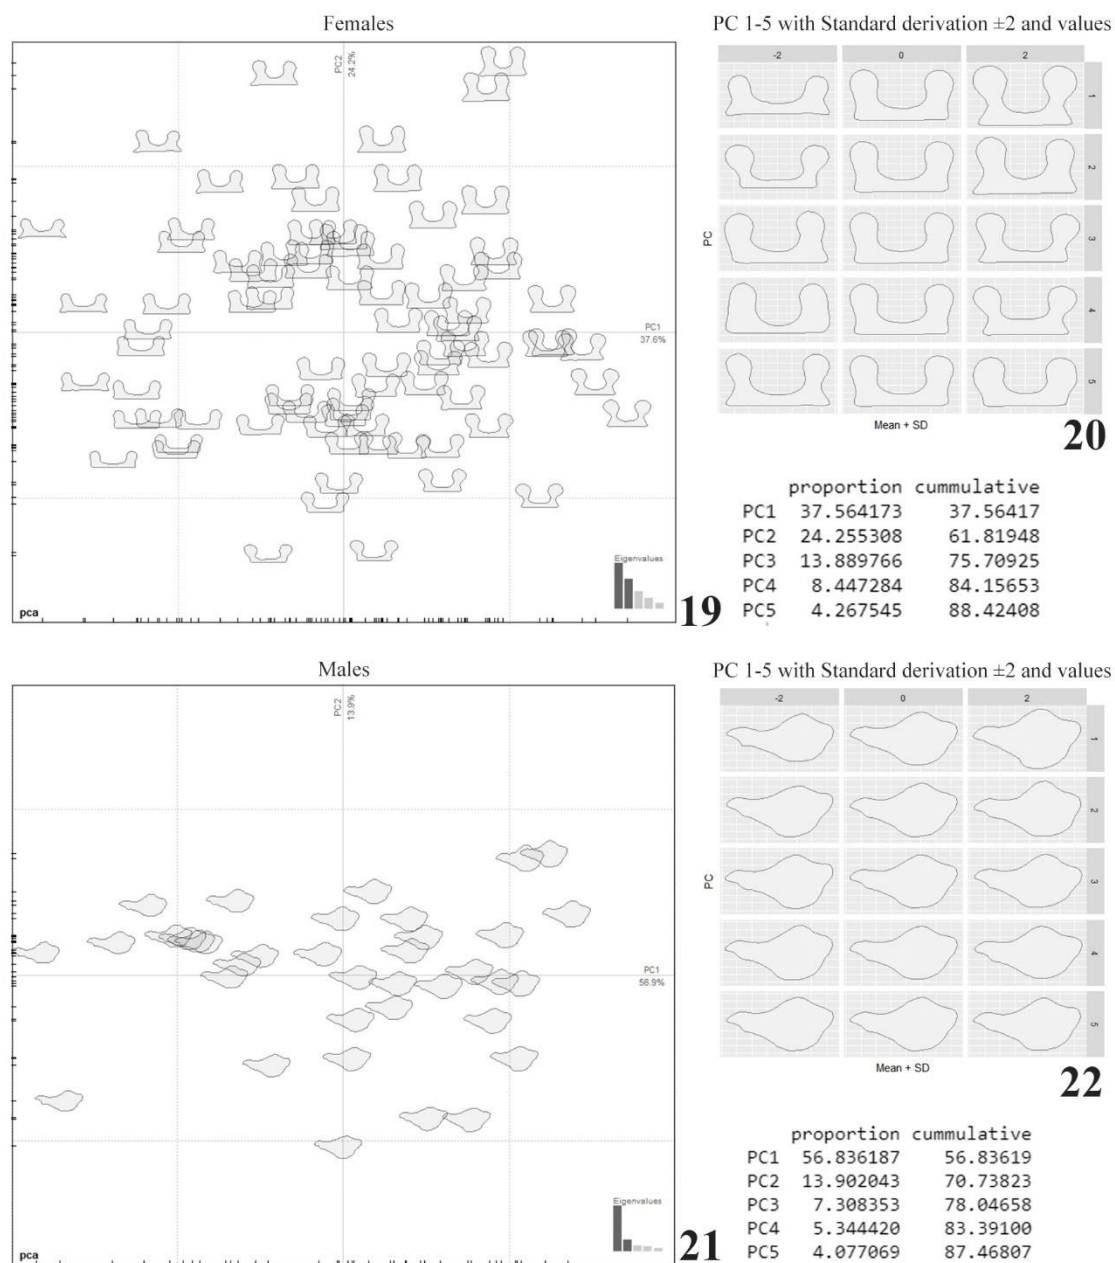 Females
PC2
24.2%
PC1
37.6%
Eigenvalues
pca
19
PC 1-5 with Standard derivation ±2 and values
-2 0 2
1
2
3
4
5
PC
Mean + SD
20
proportion cummulative
PC1 37.564173 37.56417
PC2 24.255308 61.81948
PC3 13.889766 75.70925
PC4 8.447284 84.15653
PC5 4.267545 88.42408
Males
PC2
13.9%
PC1
56.9%
Eigenvalues
pca
21
PC 1-5 with Standard derivation ±2 and values
-2 0 2
1
2
3
4
5
PC
Mean + SD
22
proportion cummulative
PC1 56.836187 56.83619
PC2 13.902043 70.73823
PC3 7.308353 78.04658
PC4 5.344420 83.39100
PC5 4.077069 87.46807